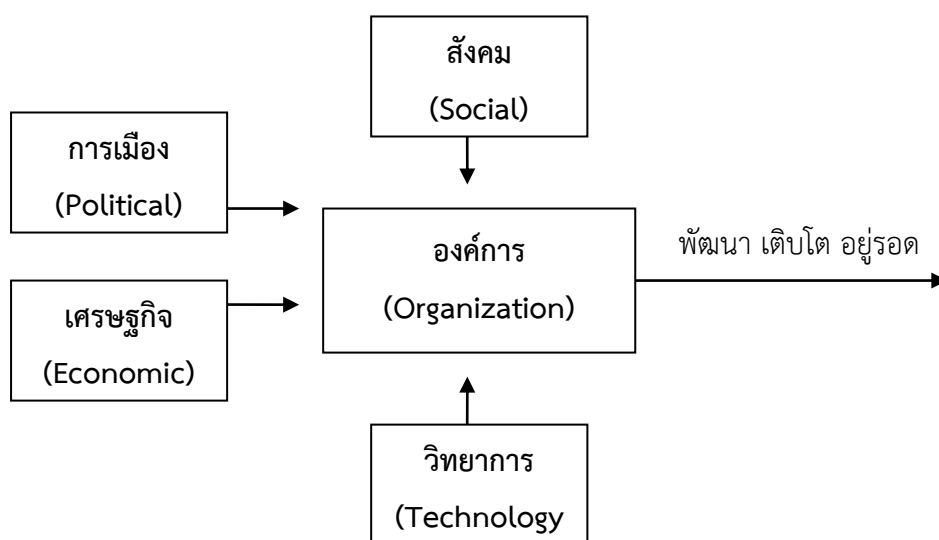 สังคม
(Social)
การเมือง
(Political)
องค์การ
(Organization)
พัฒนา เติบโต อยู่รอด
เศรษฐกิจ
(Economic)
วิทยาการ
(Technology